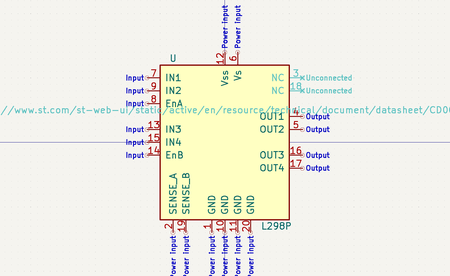 Power Input
Power Input
12
6
U
Vss
Vs
Input 7 IN1
NC 3 Unconnected
Input 9 IN2
NC 18 Unconnected
Input 8 EnA
//www.st.com/st-web-ui/static/active/en/resource/technical/document/datasheet/CD00
OUT1 4 Output
Input 13 IN3
OUT2 5 Output
Input 15 IN4
Input 14 EnB
OUT3 16 Output
OUT4 17 Output
SENSE_A
SENSE_B
GND
GND
GND
GND
L298P
2
19
1
10
11
20
Power Input
Power Input
Power Input
Power Input
Power Input
Power Input